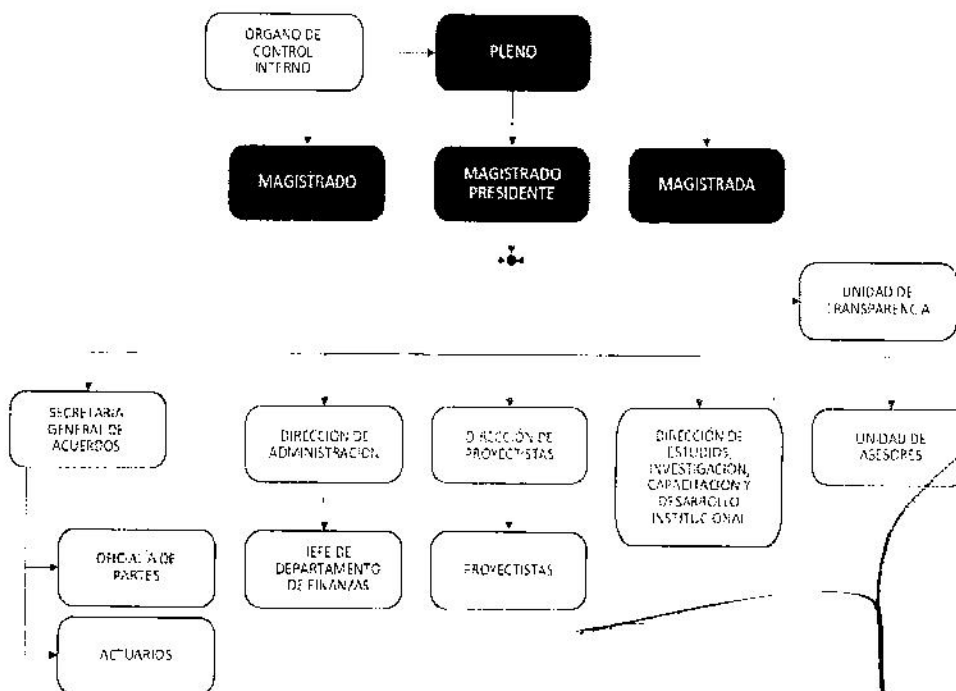 ÓRGANO DE
CONTROL
INTERNO
PLENO
MAGISTRADO
MAGISTRADO
PRESIDENTE
MAGISTRADA
UNIDAD DE
TRANSPARENCIA
SECRETARIA
GENERAL DE
ACUERDOS
DIRECCIÓN DE
ADMINISTRACIÓN
DIRECCIÓN DE
PROYECTISTAS
DIRECCIÓN DE
ESTUDIOS,
INVESTIGACIÓN,
CAPACITACIÓN Y
DESARROLLO
INSTITUCIONAL
UNIDAD DE
ASESORES
OFICIALÍA DE
PARTES
JEFE DE
DEPARTAMENTO
DE FINANZAS
PROYECTISTAS
ACTUARIOS